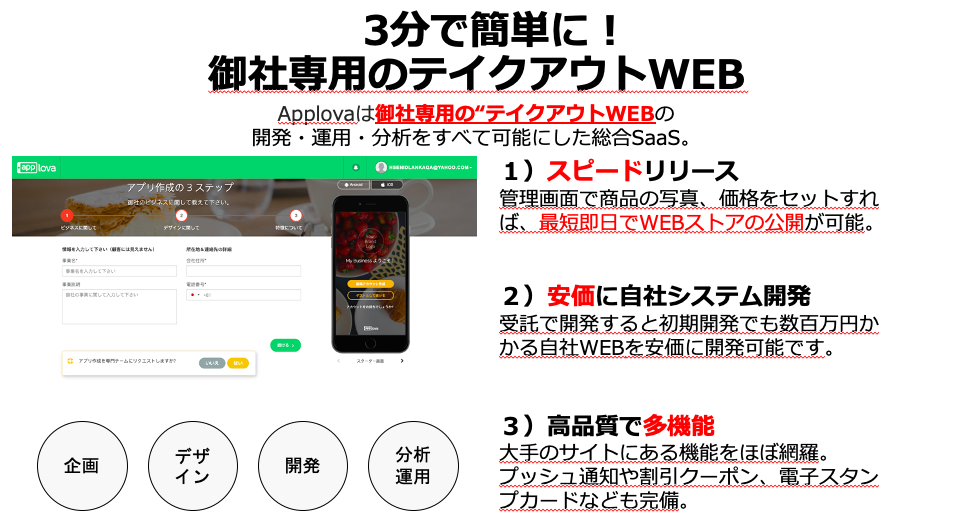 3分で簡単に！
御社専用のテイクアウトWEB
Applovaは御社専用の“テイクアウトWEBの
開発・運用・分析をすべて可能にした総合SaaS。
applova
HSEMIDLANKAGA@YAHOO.COM
アプリ作成の３ステップ
御社のビジネスに関して教えて下さい。
1
2
3
ビジネスに関して
デザインに関して
特徴について
Android
iOS
情報を入力して下さい（顧客には見えません）
所在地＆連絡先の詳細
事業名*
会社住所*
事業名を入力して下さい
事業説明
電話番号*
御社の事業に関して入力して下さい
+81
続ける
アプリ作成を専門チームにリクエストしますか？
いいえ
はい
Your
Brand
Logo
My Business ようこそ
ゲストとして続ける
applova
スターター画面
１）スピードリリース
管理画面で商品の写真、価格をセットすれ
ば、最短即日でWEBストアの公開が可能。
２）安価に自社システム開発
受託で開発すると初期開発でも数百万円か
かる自社WEBを安価に開発可能です。
３）高品質で多機能
大手のサイトにある機能をほぼ網羅。
プッシュ通知や割引クーポン、電子スタン
プカードなども完備。
企画
デザ
イン
開発
分析
運用